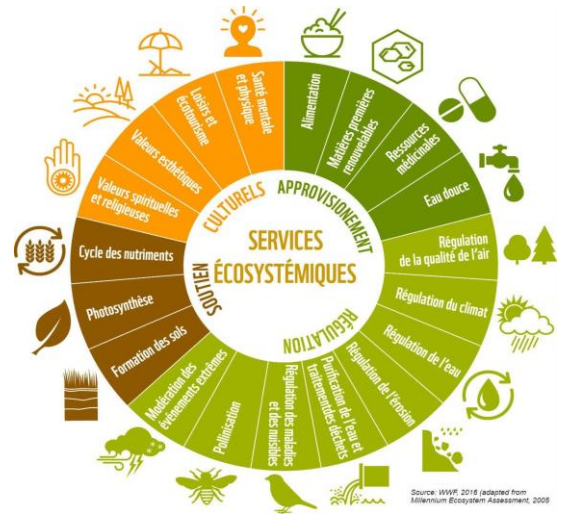 SERVICES
ÉCOSYSTÉMIQUES
APPROVISIONEMENT
Alimentation
Matières premières
renouvelables
Ressources
médicinales
Eau douce
RÉGULATION
Régulation
de la qualité de l'air
Régulation du climat
Régulation de l'eau
Régulation de l'érosion
Purification de l'eau et
traitementdes déchets
Régulation des maladies
et des nuisibles
Pollinisation
Modération des
événements extrêmes
SOUTIEN
Formation des sols
Photosynthèse
Cycle des nutriments
CULTURELS
Valeurs spirituelles
et religieuses
Valeurs esthétiques
Loisirs et
écotourisme
Santé mentale
et physique
Source: WWF, 2016 (adapted from
Millennium Ecosystem Assessment, 2005